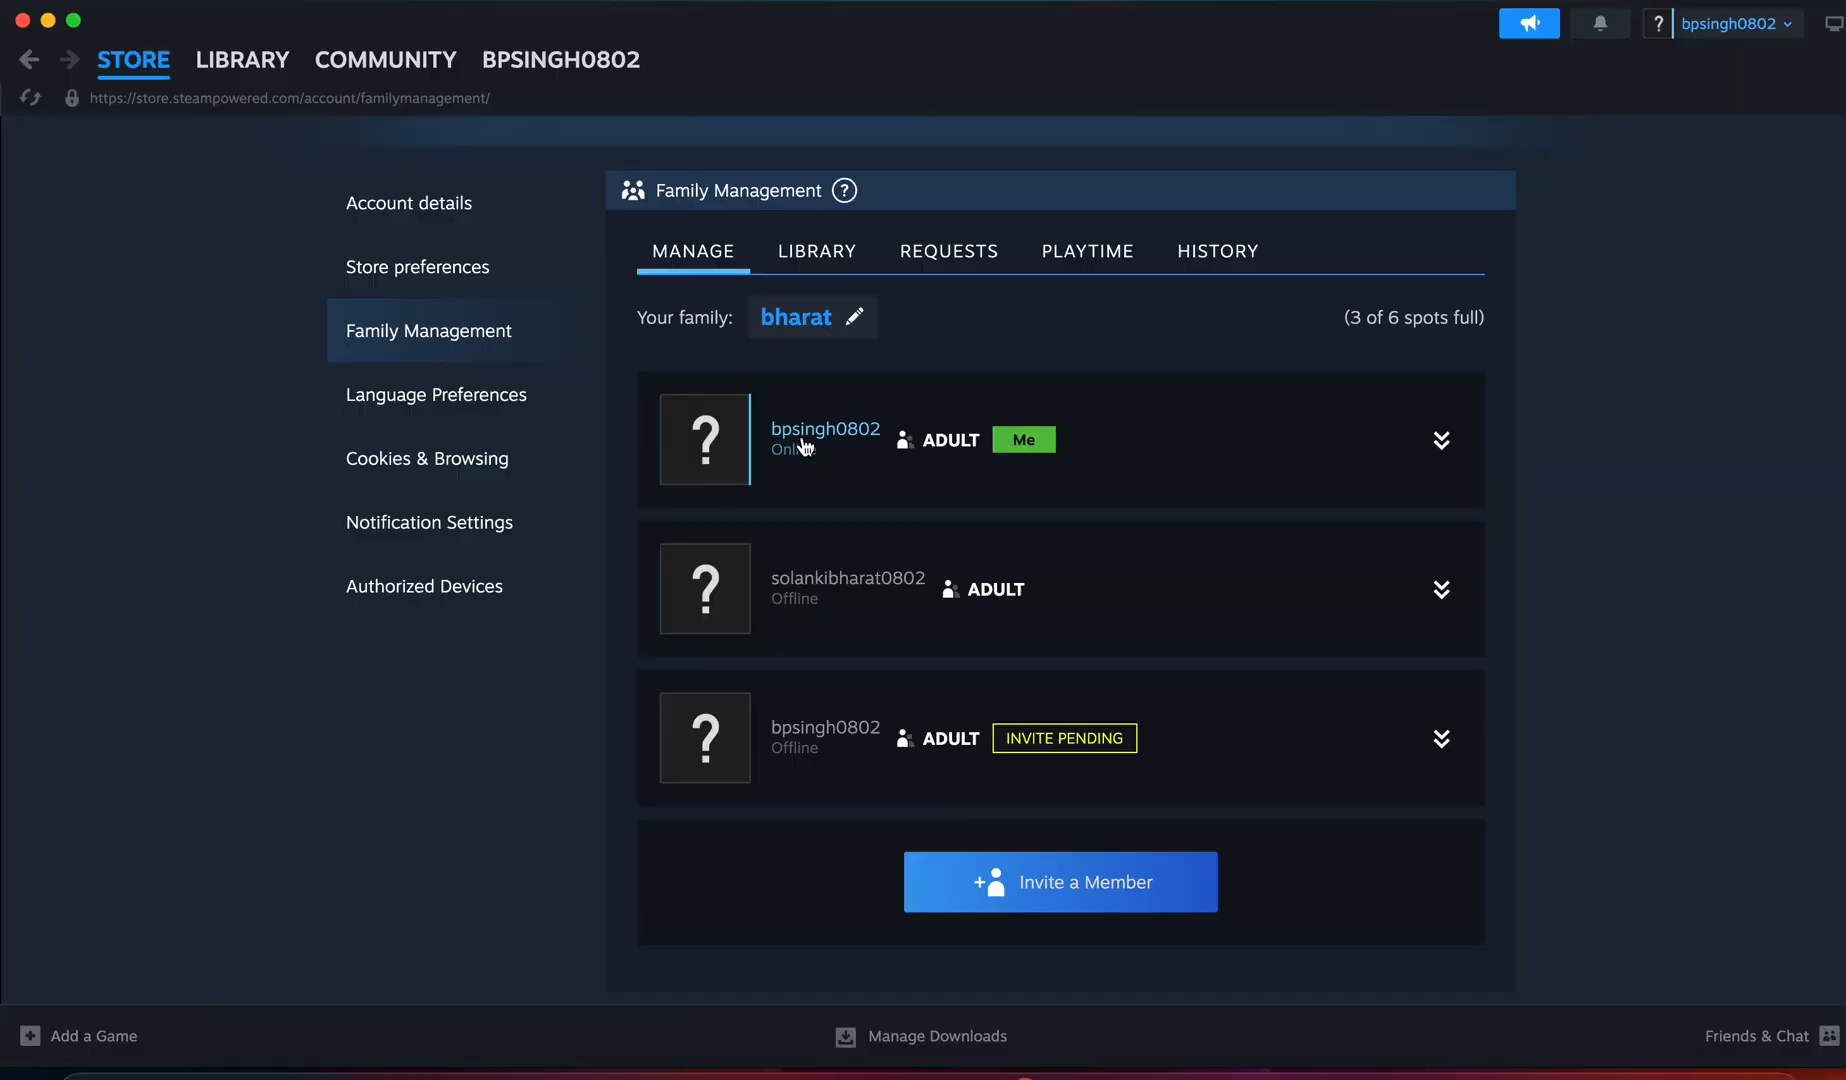 bpsingh0802
STORE LIBRARY COMMUNITY BPSINGH0802
https://store.steampowered.com/account/familymanagement/
Account details
Store preferences
Family Management
Language Preferences
Cookies & Browsing
Notification Settings
Authorized Devices
Family Management ?
MANAGE LIBRARY REQUESTS PLAYTIME HISTORY
Your family: bharat (3 of 6 spots full)
bpsingh0802 ADULT Me
Online
solankibharat0802 ADULT
Offline
bpsingh0802 ADULT INVITE PENDING
Offline
Invite a Member
Add a Game Manage Downloads Friends & Chat